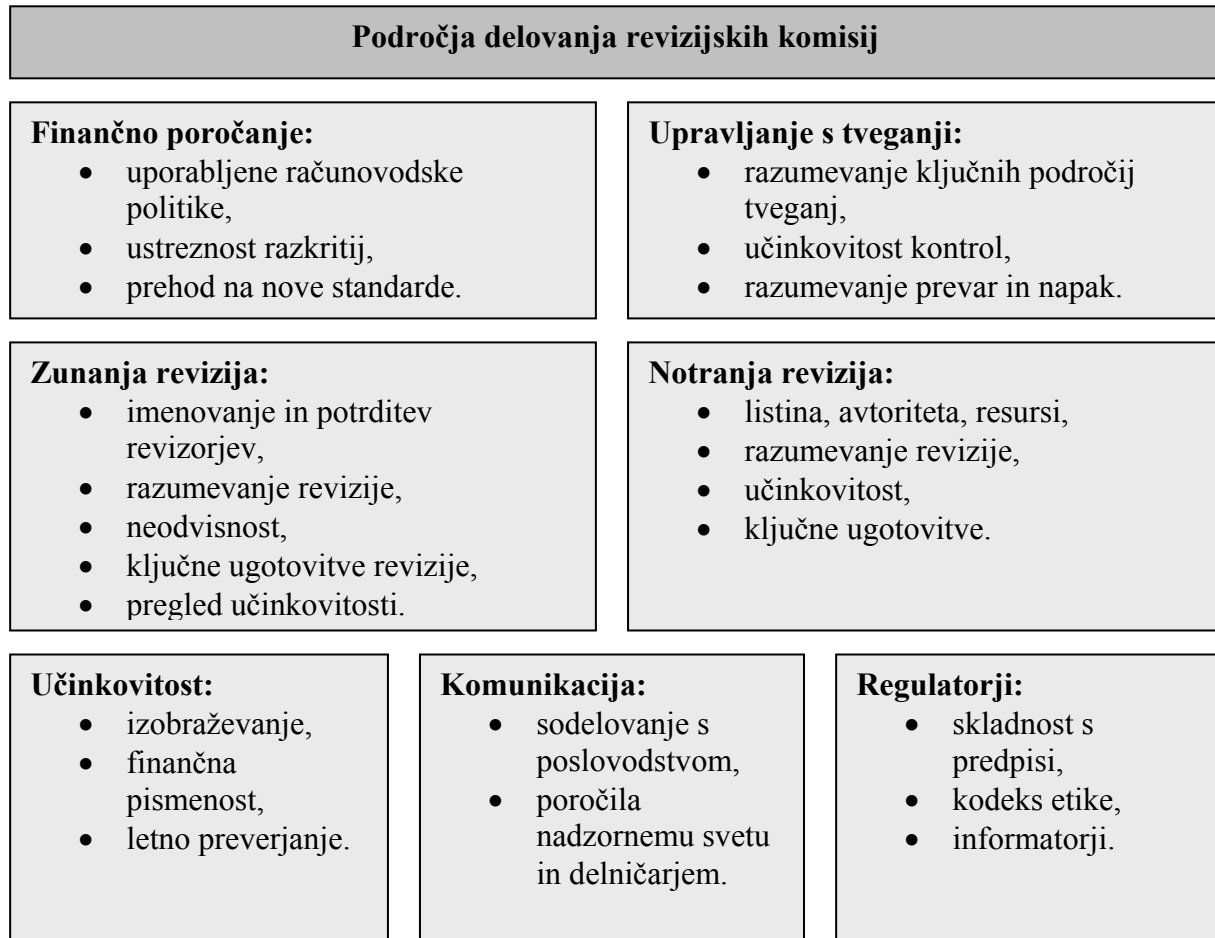 Področja delovanja revizijskih komisij
Finančno poročanje:
• uporabljene računovodske
politike,
• ustreznost razkritij,
• prehod na nove standarde.
Upravljanje s tveganji:
• razumevanje ključnih področij
tveganj,
• učinkovitost kontrol,
• razumevanje prevar in napak.
Zunanja revizija:
• imenovanje in potrditev
revizorjev,
• razumevanje revizije,
• neodvisnost,
• ključne ugotovitve revizije,
• pregled učinkovitosti.
Notranja revizija:
• listina, avtoriteta, resursi,
• razumevanje revizije,
• učinkovitost,
• ključne ugotovitve.
Učinkovitost:
• izobraževanje,
• finančna
pismenost,
• letno preverjanje.
Komunikacija:
• sodelovanje s
poslovodstvom,
• poročila
nadzornemu svetu
in delničarjem.
Regulatorji:
• skladnost s
predpisi,
• kodeks etike,
• informatorji.